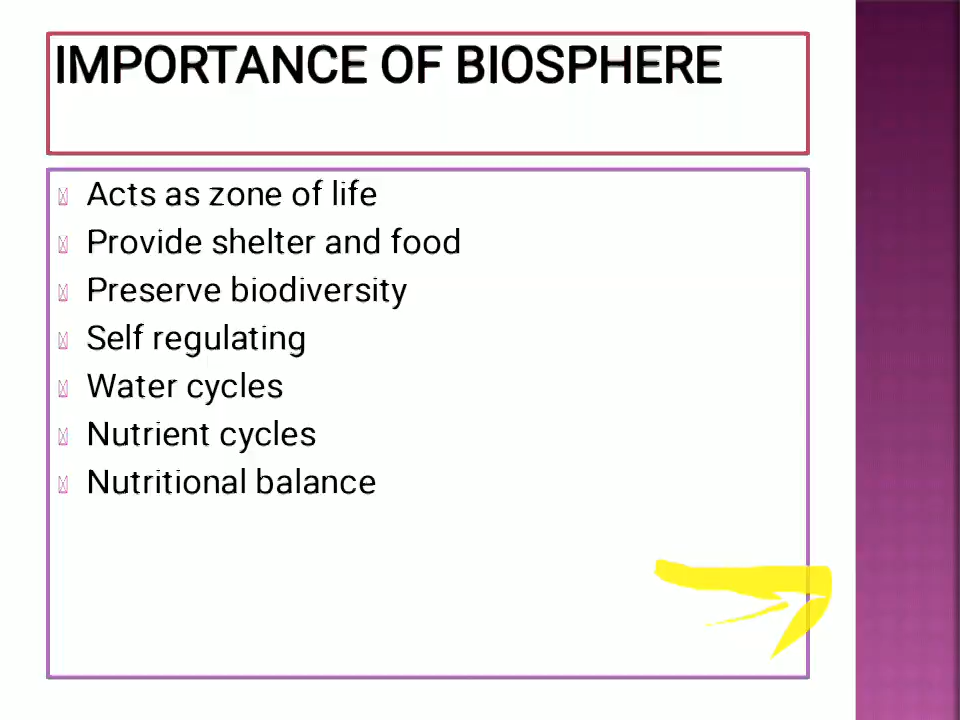 IMPORTANCE OF BIOSPHERE
Acts as zone of life
Provide shelter and food
Preserve biodiversity
Self regulating
Water cycles
Nutrient cycles
Nutritional balance